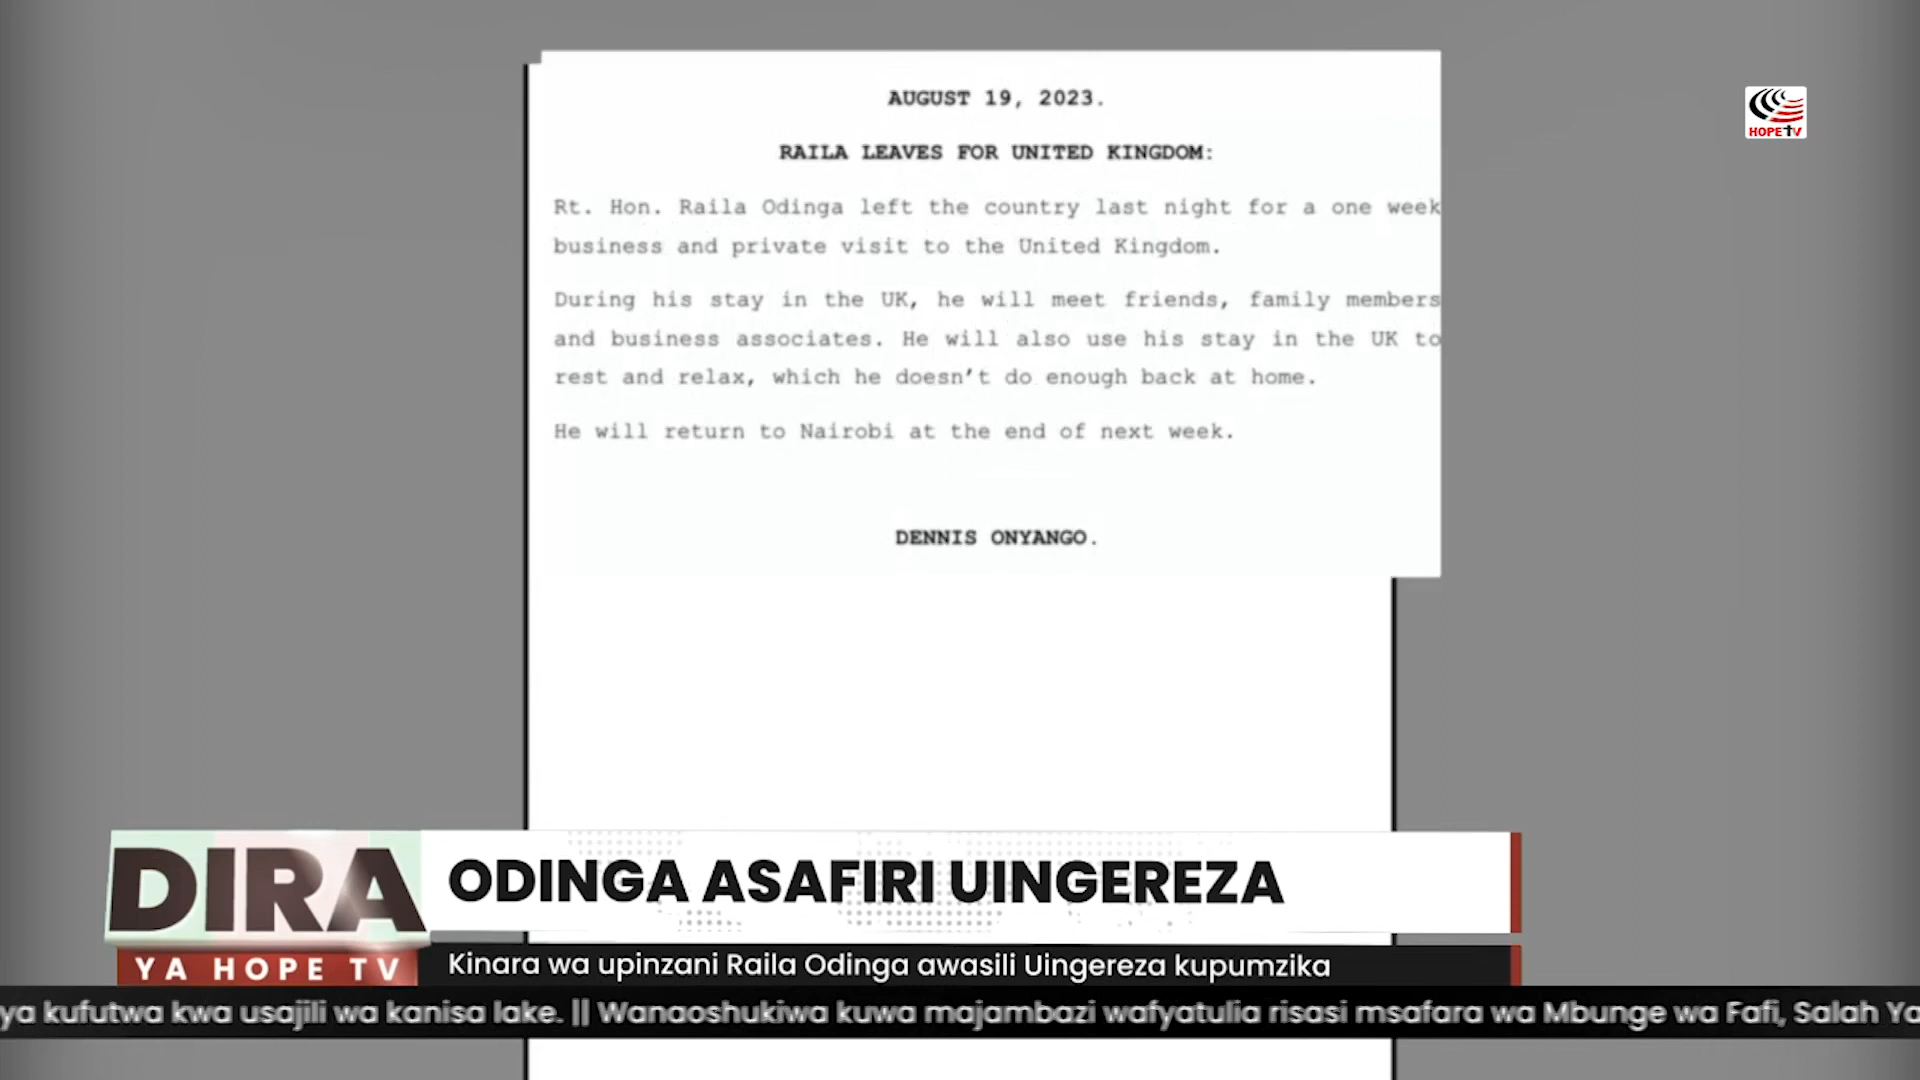 AUGUST 19, 2023.
RAILA LEAVES FOR UNITED KINGDOM:
Rt. Hon. Raila Odinga left the country last night for a one week
business and private visit to the United Kingdom.
During his stay in the UK, he will meet friends, family members
and business associates. He will also use his stay in the UK to
rest and relax, which he doesn’t do enough back at home.
He will return to Nairobi at the end of next week.
DENNIS ONYANGO.
HOPE TV
DIRA
YA HOPE TV
ODINGA ASAFIRI UINGEREZA
Kinara wa upinzani Raila Odinga awasili Uingereza kupumzika
ya kufutwa kwa usajili wa kanisa lake. || Wanaoshukiwa kuwa majambazi wafyatulia risasi msafara wa Mbunge wa Fafi, Salah Ya